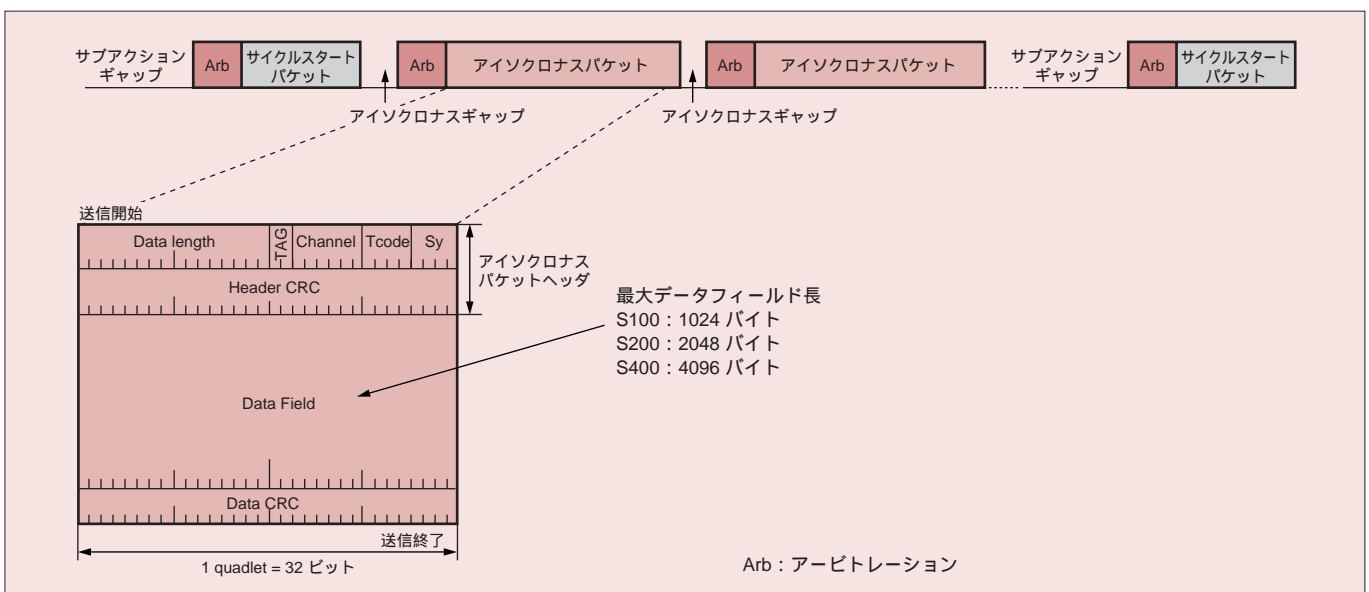 サブアクション
ギャップ
Arb
サイクルスタート
パケット
Arb
アイソクロナスパケット
Arb
アイソクロナスパケット
サブアクション
ギャップ
Arb
サイクルスタート
パケット
アイソクロナスギャップ
アイソクロナスギャップ
送信開始
Data length
TAG
Channel
Tcode
Sy
アイソクロナス
パケットヘッダ
Header CRC
最大データフィールド長
S100：1024 バイト
S200：2048 バイト
S400：4096 バイト
Data Field
Data CRC
送信終了
1 quadlet = 32 ビット
Arb：アービトレーション